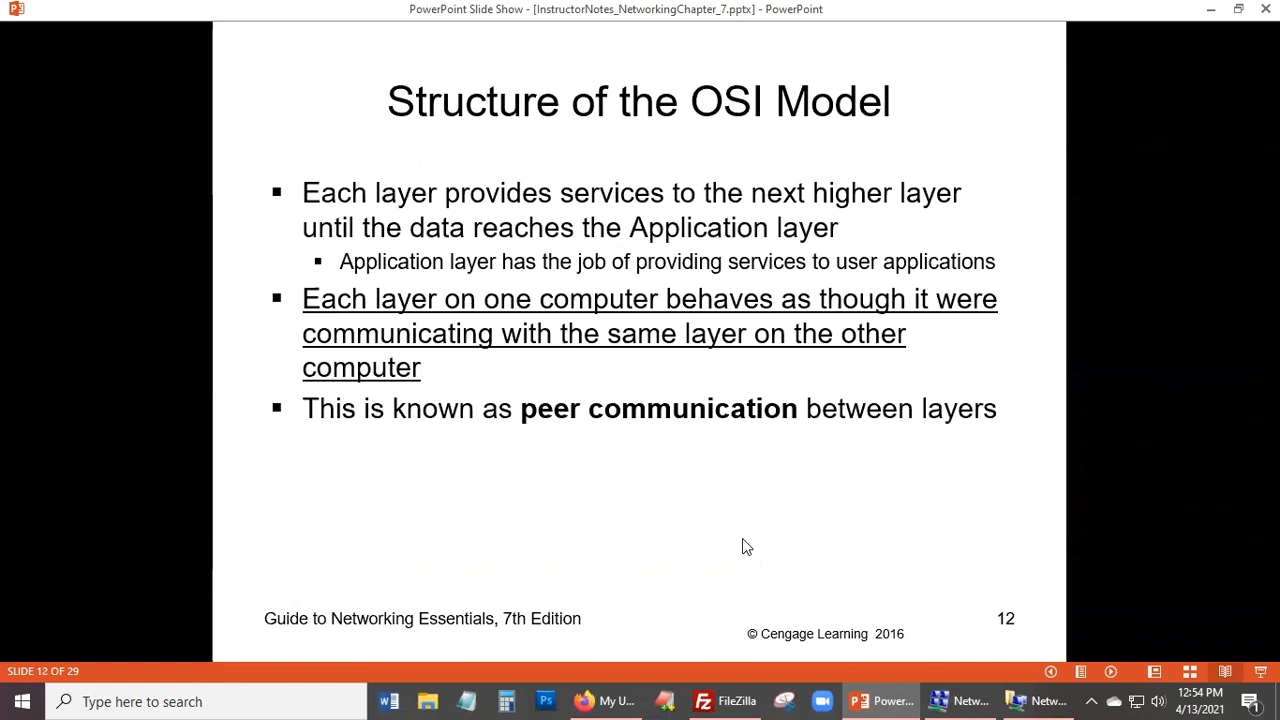 PowerPoint Slide Show - [InstructorNotes_NetworkingChapter_7.pptx] - PowerPoint
Structure of the OSI Model
Each layer provides services to the next higher layer
until the data reaches the Application layer
Application layer has the job of providing services to user applications
Each layer on one computer behaves as though it were
communicating with the same layer on the other
computer
This is known as peer communication between layers
Guide to Networking Essentials, 7th Edition
12
© Cengage Learning 2016
SLIDE 12 OF 29
Type here to search
My U...
FileZilla
Power...
Netw...
Netw...
12:54 PM
4/13/2021
1